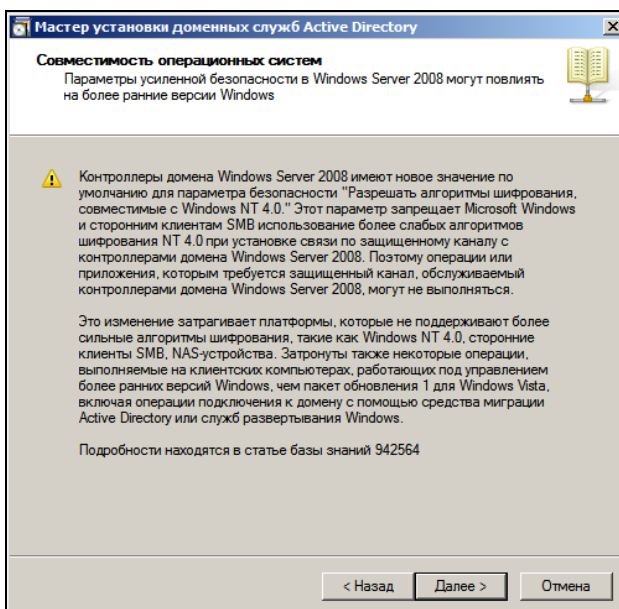 Мастер установки доменных служб Active Directory
Совместимость операционных систем
Параметры усиленной безопасности в Windows Server 2008 могут повлиять
на более ранние версии Windows
Контроллеры домена Windows Server 2008 имеют новое значение по
умолчанию для параметра безопасности "Разрешать алгоритмы шифрования,
совместимые с Windows NT 4.0." Этот параметр запрещает Microsoft Windows
и сторонним клиентам SMB использование более слабых алгоритмов
шифрования NT 4.0 при установке связи по защищенному каналу с
контроллерами домена Windows Server 2008. Поэтому операции или
приложения, которым требуется защищенный канал, обслуживаемый
контроллерами домена Windows Server 2008, могут не выполняться.
Это изменение затрагивает платформы, которые не поддерживают более
сильные алгоритмы шифрования, такие как Windows NT 4.0, сторонние
клиенты SMB, NAS-устройства. Затронуты также некоторые операции,
выполняемые на клиентских компьютерах, работающих под управлением
более ранних версий Windows, чем пакет обновления 1 для Windows Vista,
включая операции подключения к домену с помощью средства миграции
Active Directory или служб развертывания Windows.
Подробности находятся в статье базы знаний 942564
< Назад Далее > Отмена